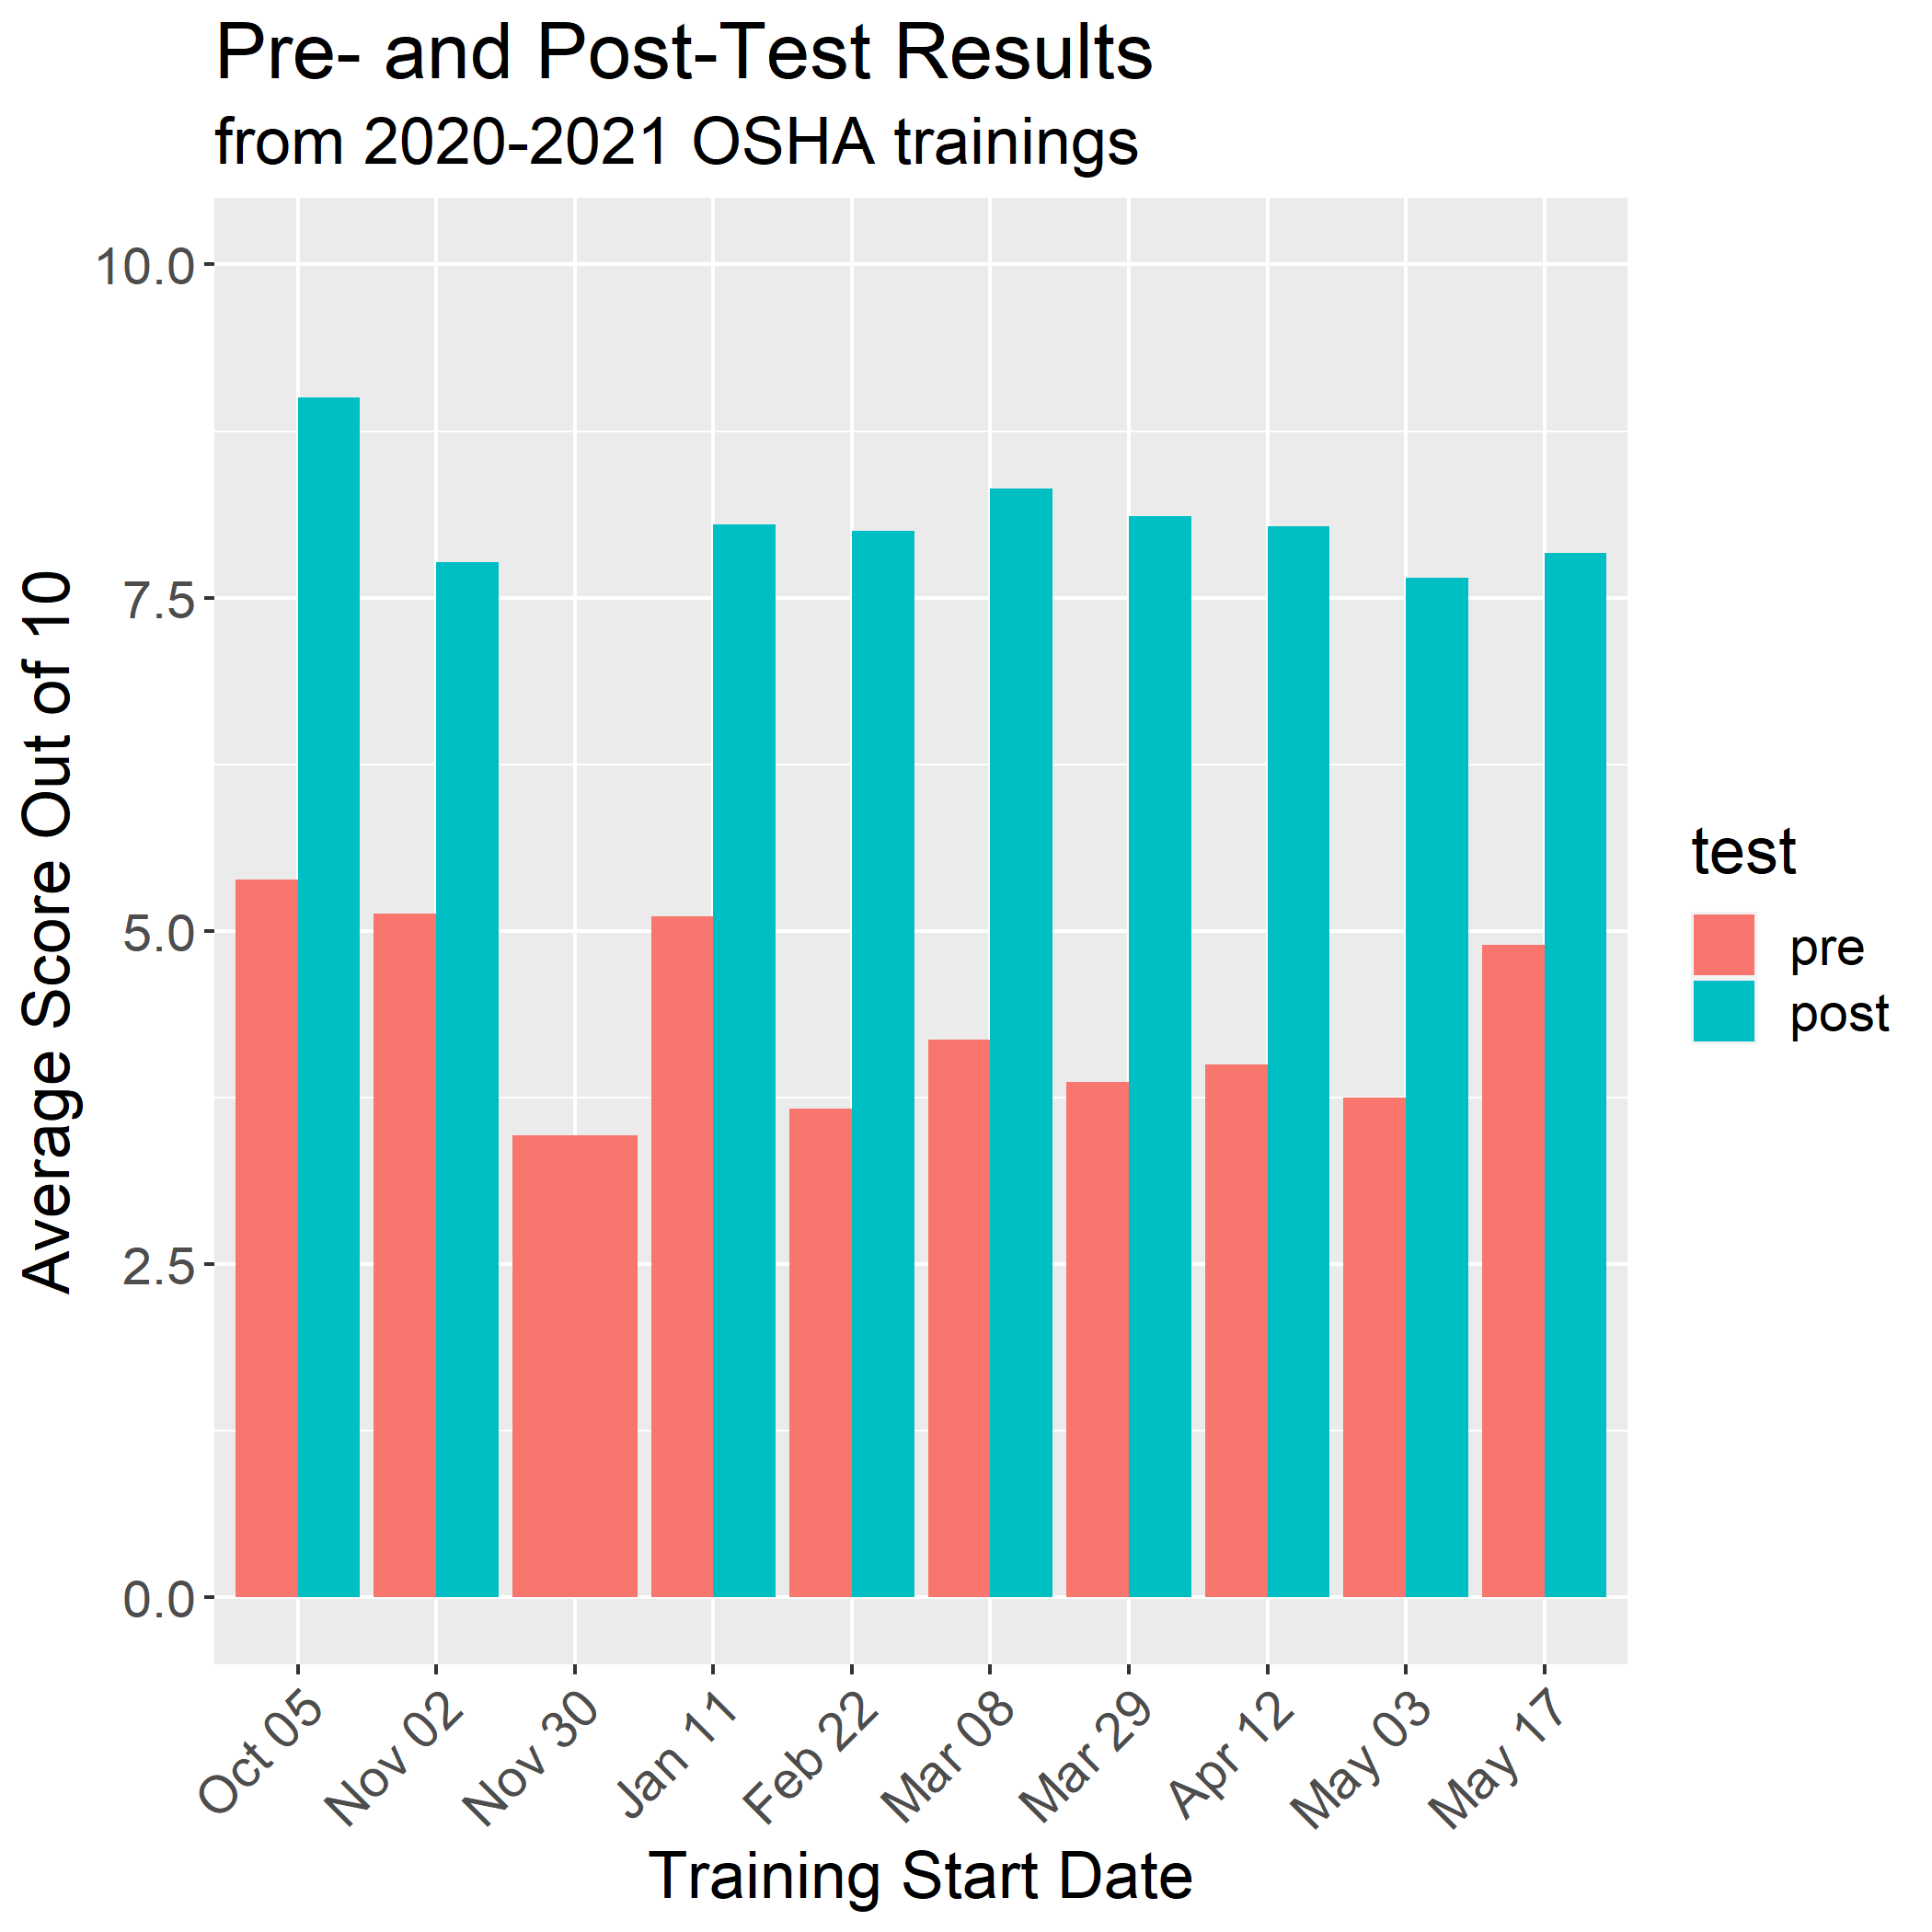 Pre- and Post-Test Results
from 2020-2021 OSHA trainings
Average Score Out of 10
10.0
7.5
5.0
2.5
0.0
Oct 05
Nov 02
Nov 30
Jan 11
Feb 22
Mar 08
Mar 29
Apr 12
May 03
May 17
Training Start Date
test
pre
post